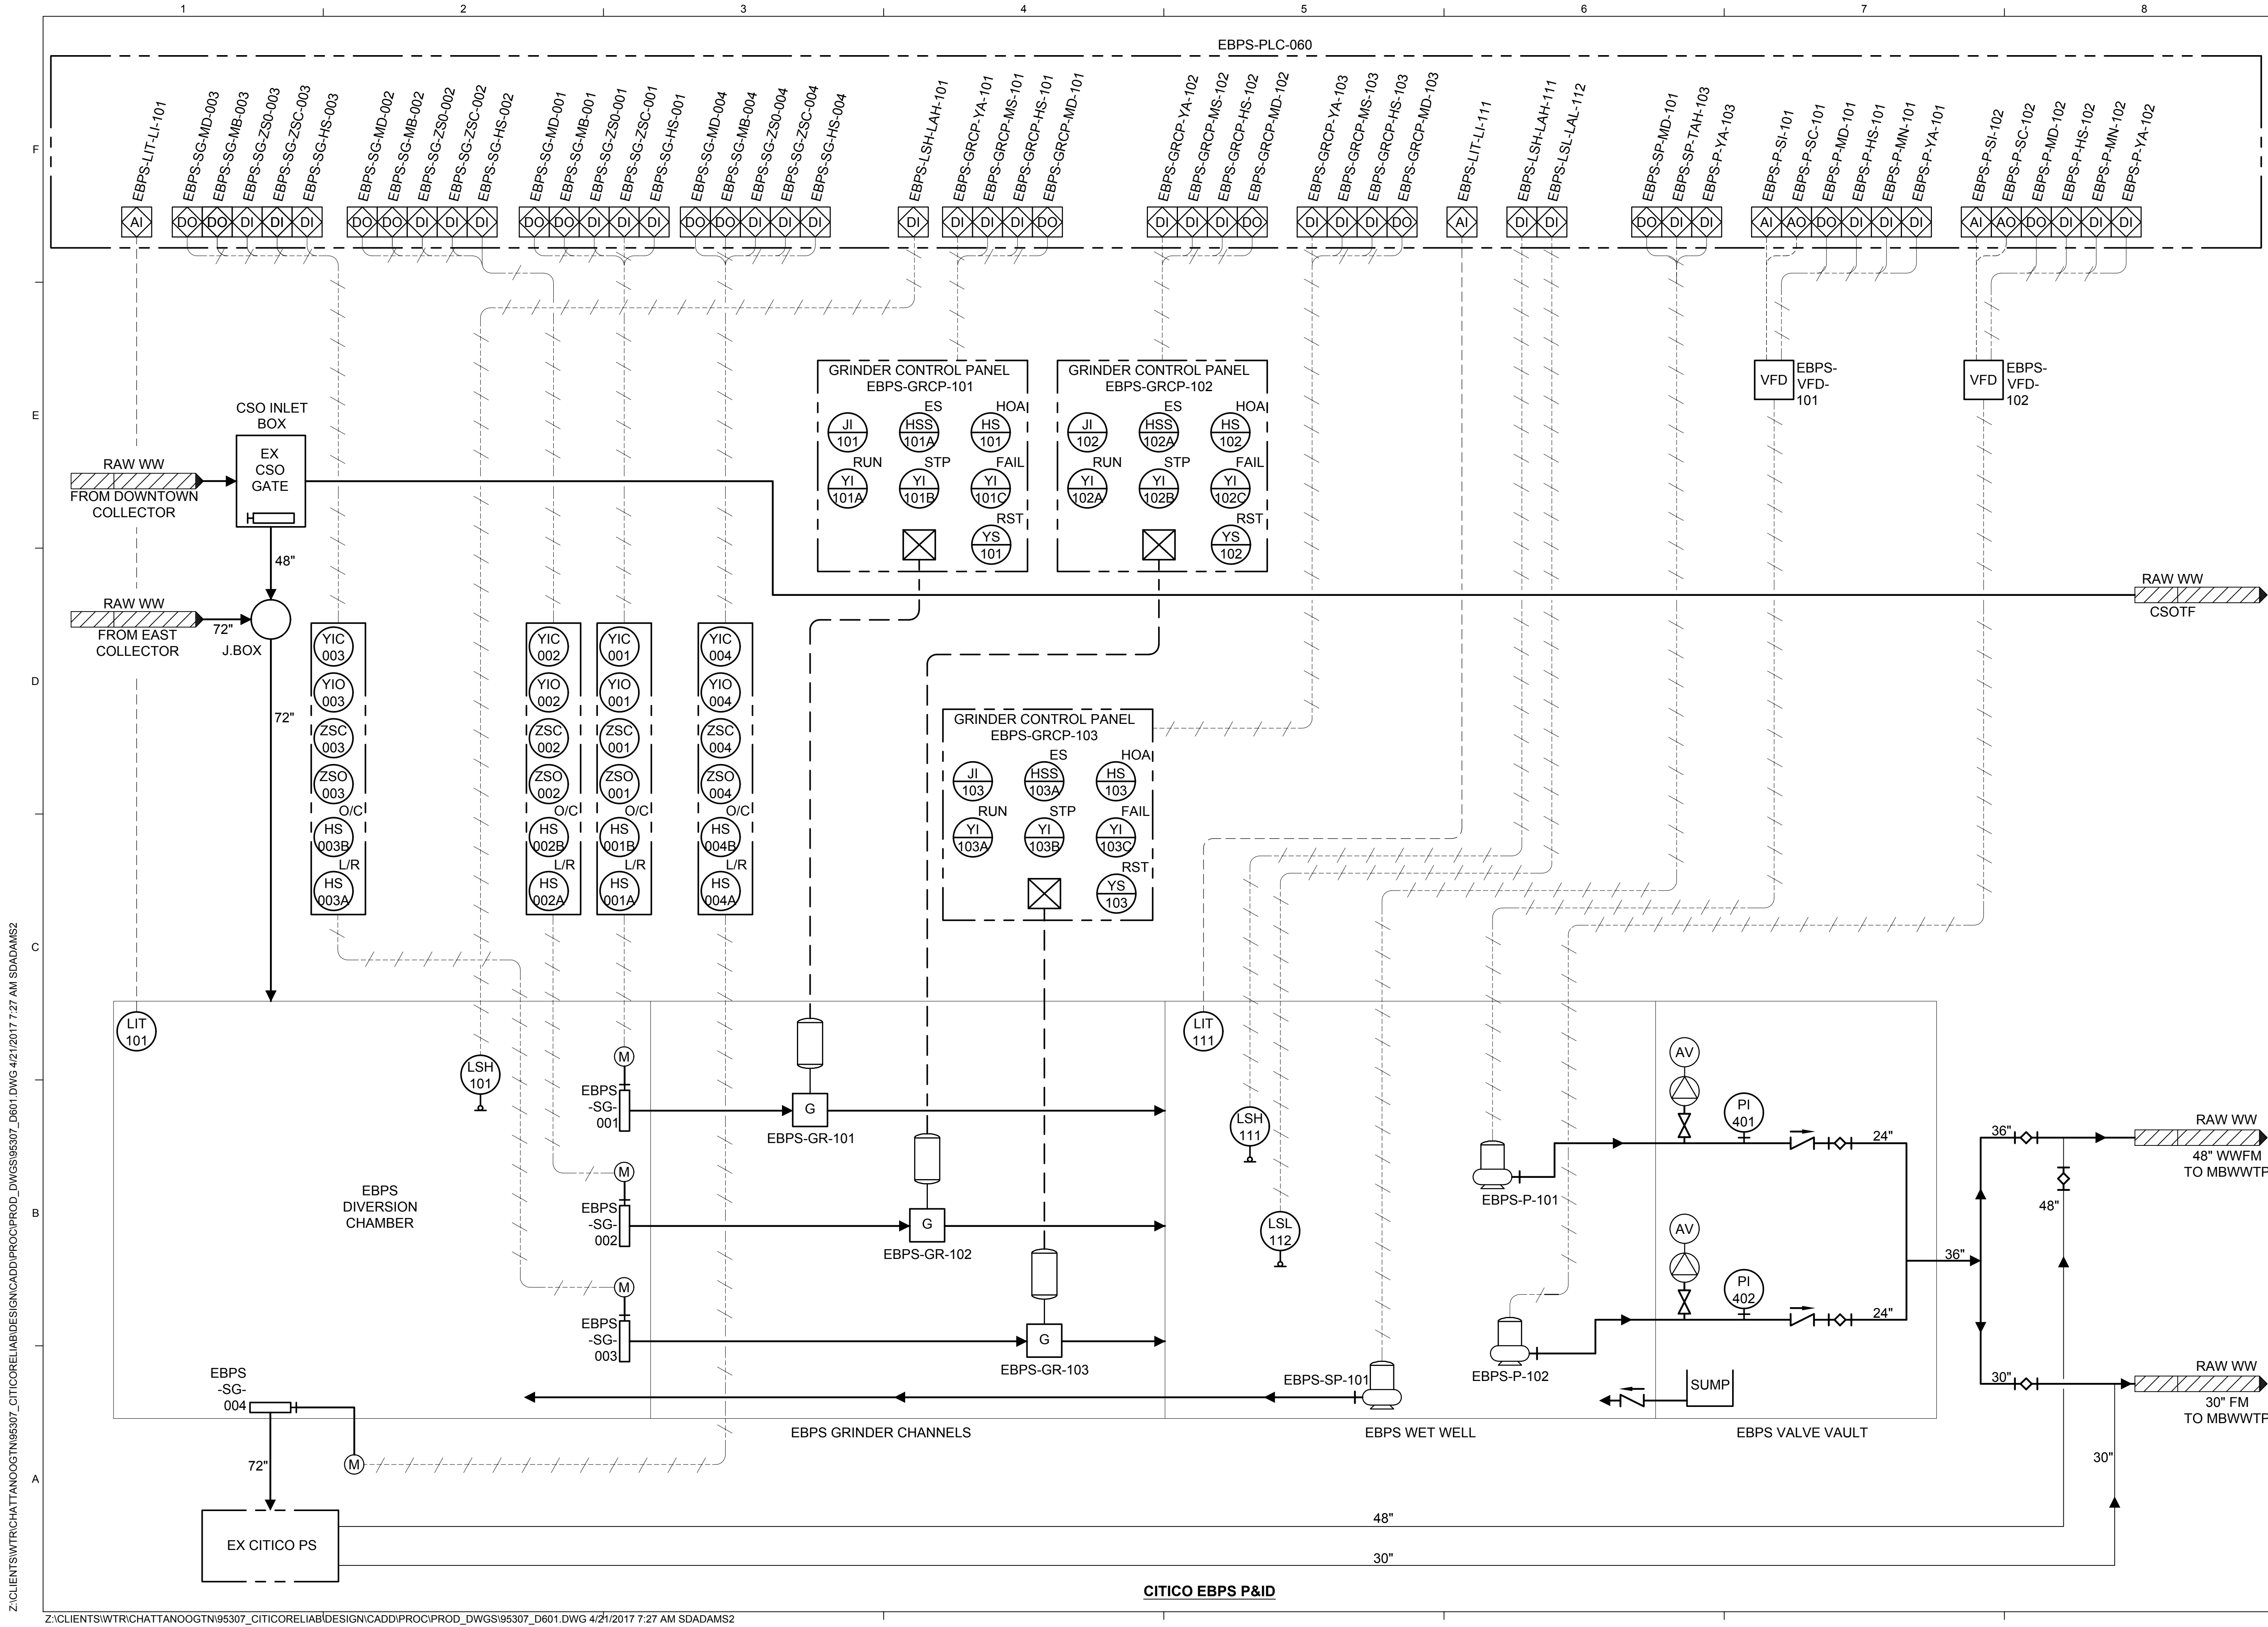 1 2 3 4 5 6 7 8
EBPS-PLC-060
EBPS-LIT-LI-101
EBPS-SG-MD-003
EBPS-SG-MB-003
EBPS-SG-ZS0-003
EBPS-SG-ZSC-003
EBPS-SG-HS-003
EBPS-SG-MD-002
EBPS-SG-MB-002
EBPS-SG-ZS0-002
EBPS-SG-ZSC-002
EBPS-SG-HS-002
EBPS-SG-MD-001
EBPS-SG-MB-001
EBPS-SG-ZS0-001
EBPS-SG-ZSC-001
EBPS-SG-HS-001
EBPS-SG-MD-004
EBPS-SG-MB-004
EBPS-SG-ZS0-004
EBPS-SG-ZSC-004
EBPS-SG-HS-004
EBPS-LSH-LAH-101
EBPS-GRCP-YA-101
EBPS-GRCP-MS-101
EBPS-GRCP-HS-101
EBPS-GRCP-MD-101
EBPS-GRCP-YA-102
EBPS-GRCP-MS-102
EBPS-GRCP-HS-102
EBPS-GRCP-MD-102
EBPS-GRCP-YA-103
EBPS-GRCP-MS-103
EBPS-GRCP-HS-103
EBPS-GRCP-MD-103
EBPS-LIT-LI-111
EBPS-LSH-LAH-111
EBPS-LSL-LAL-112
EBPS-SP-MD-101
EBPS-SP-TAH-103
EBPS-P-YA-103
EBPS-P-SI-101
EBPS-P-SC-101
EBPS-P-MD-101
EBPS-P-HS-101
EBPS-P-MN-101
EBPS-P-YA-101
EBPS-P-SI-102
EBPS-P-SC-102
EBPS-P-MD-102
EBPS-P-HS-102
EBPS-P-MN-102
EBPS-P-YA-102
F
AI DO DO DI DI DI DO DO DI DI DI DO DO DI DI DI DO DO DI DI DI DI DI DI DI DO DI DI DI DO DI DI DI DO AI DI DI DO DI DI AI AO DO DI DI DI AI AO DO DI DI DI
E
GRINDER CONTROL PANEL
EBPS-GRCP-101
ES HOA
JI 101
HSS 101A
HS 101
RUN STP FAIL
YI 101A
YI 101B
YI 101C
RST
YS 101
GRINDER CONTROL PANEL
EBPS-GRCP-102
ES HOA
JI 102
HSS 102A
HS 102
RUN STP FAIL
YI 102A
YI 102B
YI 102C
RST
YS 102
VFD
EBPS-
VFD-
101
VFD
EBPS-
VFD-
102
CSO INLET
BOX
EX
CSO
GATE
RAW WW
FROM DOWNTOWN
COLLECTOR
48"
RAW WW
FROM EAST
COLLECTOR
72"
J.BOX
72"
RAW WW
CSOTF
D
YIC 003
YIO 003
ZSC 003
ZSO 003
O/C
HS 003B
L/R
HS 003A
YIC 002
YIO 002
ZSC 002
ZSO 002
O/C
HS 002B
L/R
HS 002A
YIC 001
YIO 001
ZSC 001
ZSO 001
O/C
HS 001B
L/R
HS 001A
YIC 004
YIO 004
ZSC 004
ZSO 004
O/C
HS 004B
L/R
HS 004A
GRINDER CONTROL PANEL
EBPS-GRCP-103
ES HOA
JI 103
HSS 103A
HS 103
RUN STP FAIL
YI 103A
YI 103B
YI 103C
RST
YS 103
C
LIT 101
LSH 101
M
EBPS
-SG-
001
G
EBPS-GR-101
M
EBPS
-SG-
002
G
EBPS-GR-102
M
EBPS
-SG-
003
G
EBPS-GR-103
EBPS
DIVERSION
CHAMBER
LIT 111
LSH 111
LSL 112
EBPS-P-101
EBPS-P-102
EBPS-SP-101
AV
PI 401
24"
AV
PI 402
24"
SUMP
36"
36"
48"
30"
RAW WW
48" WWFM
TO MBWWTP
RAW WW
30" FM
TO MBWWTP
30"
B
EBPS
-SG-
004
M
72"
EBPS GRINDER CHANNELS
EBPS WET WELL
EBPS VALVE VAULT
A
EX CITICO PS
48"
30"
CITICO EBPS P&ID
Z:\CLIENTS\WTR\CHATTANOOGTN\95307_CITICORELIAB\DESIGN\CADD\PROC\PROD_DWGS\95307_D601.DWG 4/21/2017 7:27 AM SDADAMS2
Z:\CLIENTS\WTR\CHATTANOOGTN\95307_CITICORELIAB\DESIGN\CADD\PROC\PROD_DWGS\95307_D601.DWG 4/21/2017 7:27 AM SDADAMS2